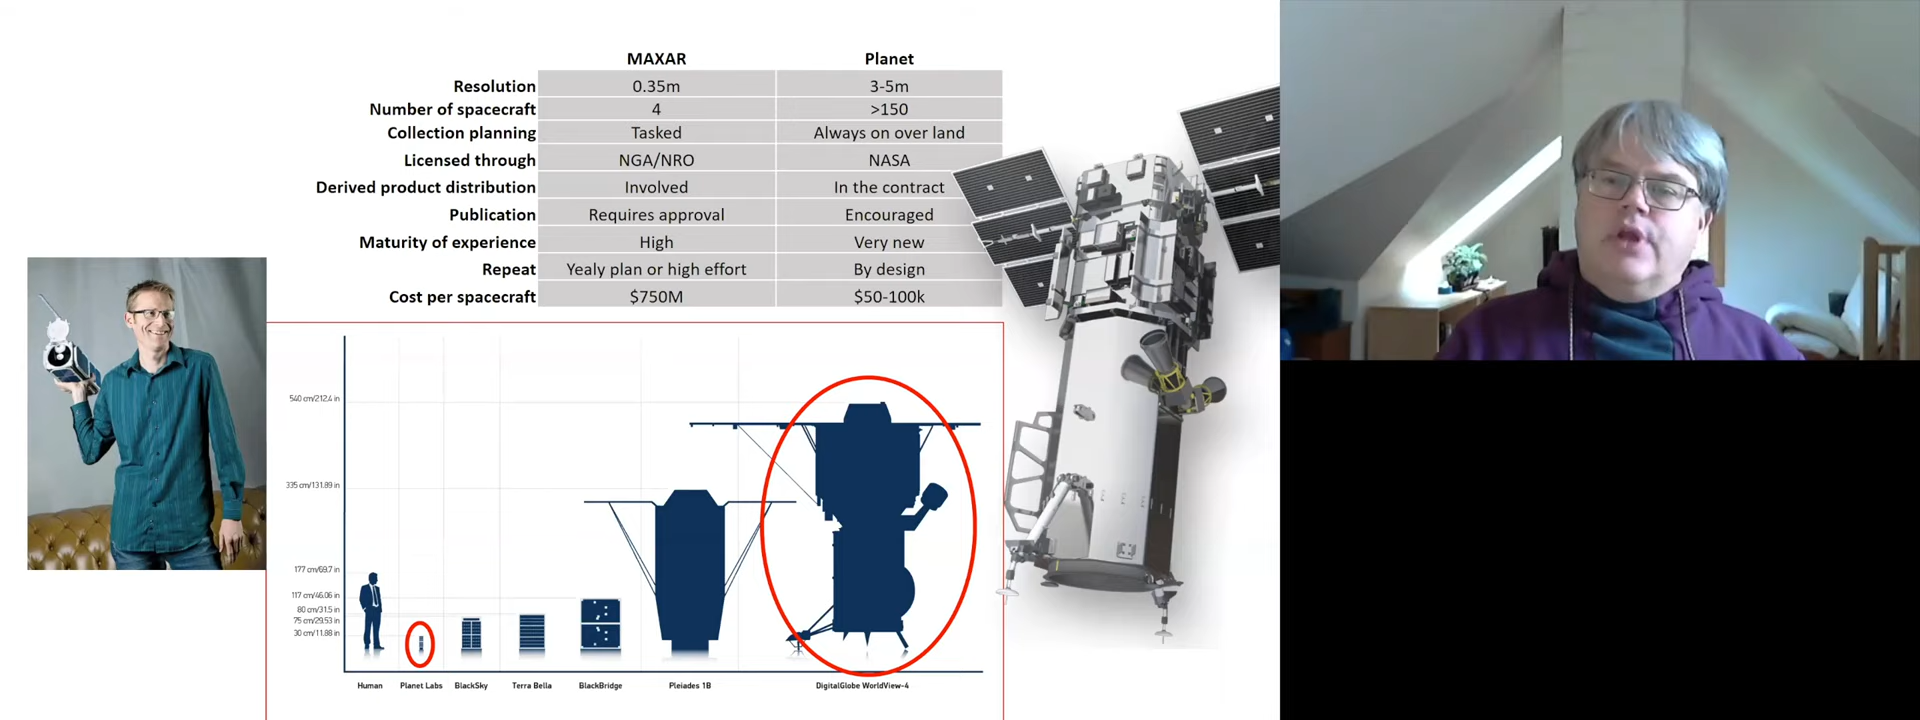 MAXAR Planet
Resolution 0.35m 3-5m
Number of spacecraft 4 >150
Collection planning Tasked Always on over land
Licensed through NGA/NRO NASA
Derived product distribution Involved In the contract
Publication Requires approval Encouraged
Maturity of experience High Very new
Repeat Yealy plan or high effort By design
Cost per spacecraft $750M $50-100k
540 cm/212.4 in
335 cm/131.89 in
177 cm/69.7 in
117 cm/46.06 in
80 cm/31.5 in
75 cm/29.53 in
30 cm/11.88 in
Human Planet Labs BlackSky Terra Bella BlackBridge Pleiades 1B DigitalGlobe WorldView-4